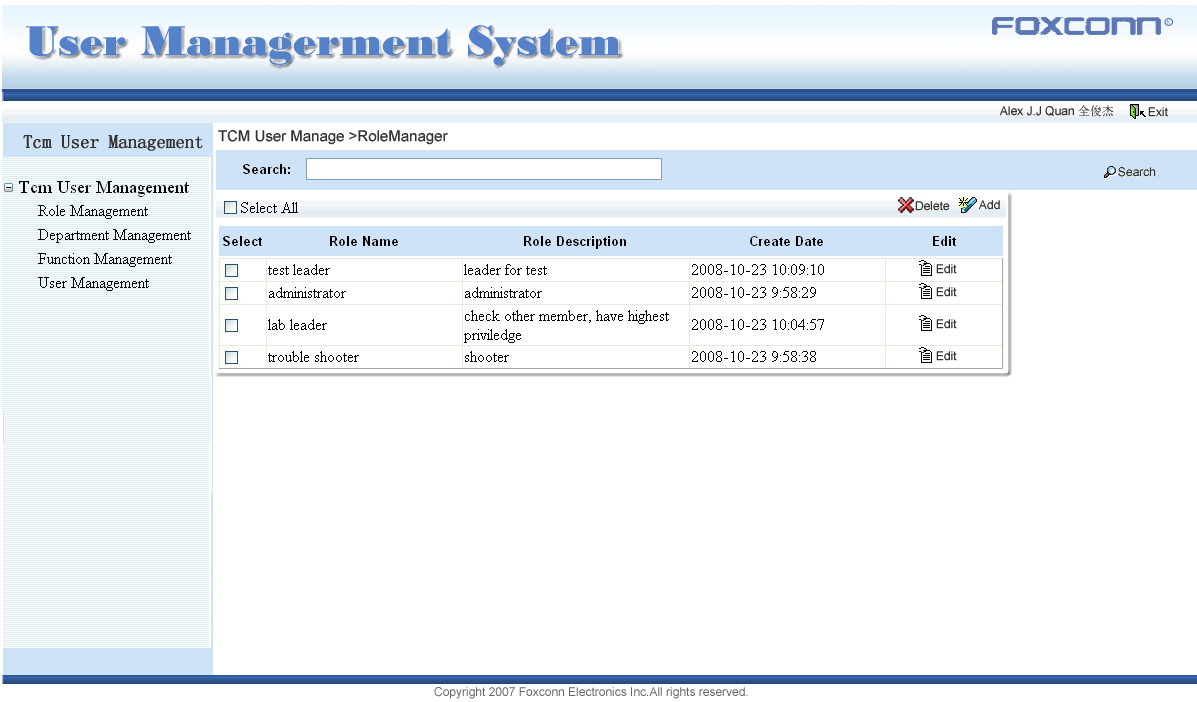 User Managerment System
FOXCONN®
Alex J.J Quan 全俊杰 Exit
Tcm User Management
TCM User Manage >RoleManager
Search: Search
Tcm User Management
Role Management
Department Management
Function Management
User Management
Select All Delete Add
Select Role Name Role Description Create Date Edit
test leader leader for test 2008-10-23 10:09:10 Edit
administrator administrator 2008-10-23 9:58:29 Edit
lab leader check other member, have highest priviledge 2008-10-23 10:04:57 Edit
trouble shooter shooter 2008-10-23 9:58:38 Edit
Copyright 2007 Foxconn Electronics Inc.All rights reserved.